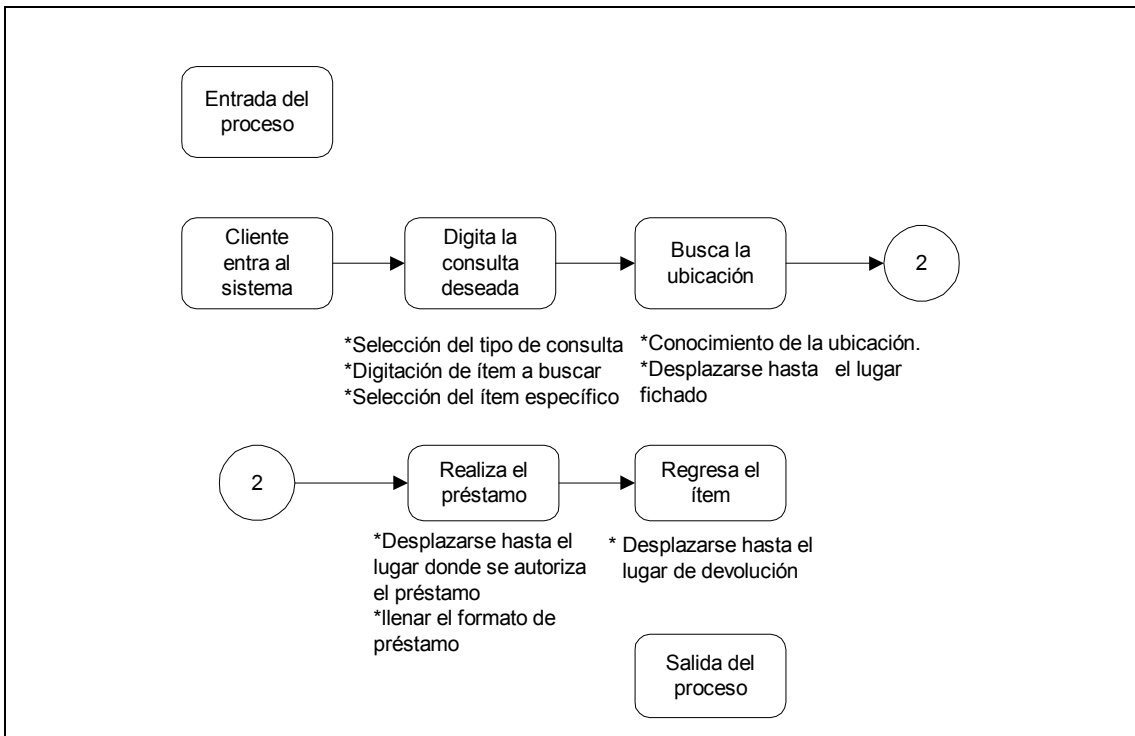 Entrada del
proceso
Cliente
entra al
sistema
Digita la
consulta
deseada
Busca la
ubicación
2
*Selección del tipo de consulta
*Digitación de ítem a buscar
*Selección del ítem específico
*Conocimiento de la ubicación.
*Desplazarse hasta   el lugar
fichado
2
Realiza el
préstamo
Regresa el
ítem
*Desplazarse hasta el
lugar donde se autoriza
el préstamo
*llenar el formato de
préstamo
* Desplazarse hasta el
lugar de devolución
Salida del
proceso